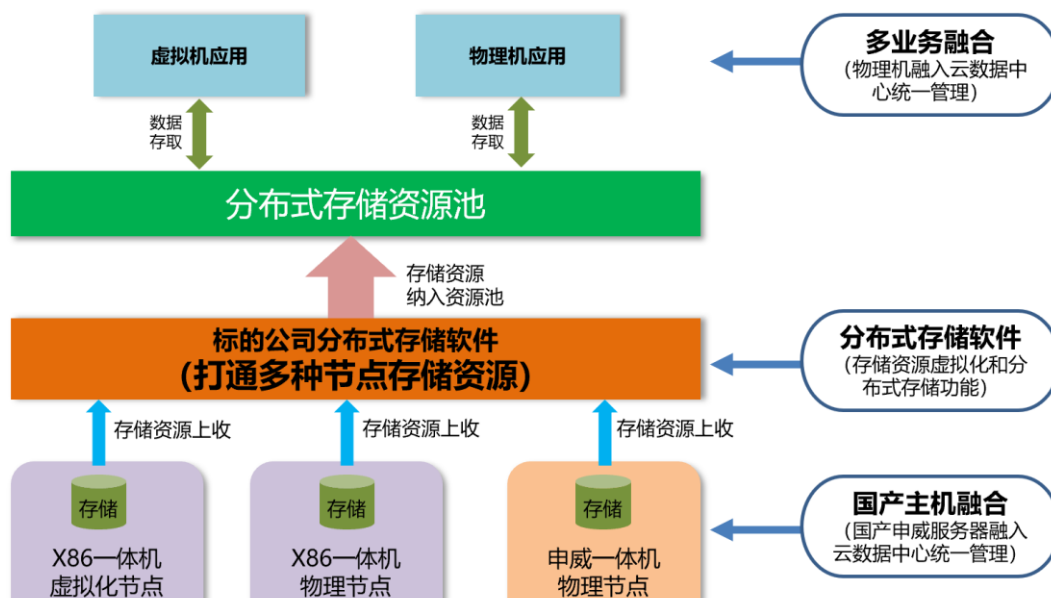 虚拟机应用
物理机应用
多业务融合
（物理机融入云数据中
心统一管理）
数据
存取
数据
存取
分布式存储资源池
存储资源
纳入资源池
标的公司分布式存储软件
（打通多种节点存储资源）
分布式存储软件
（存储资源虚拟化和分
布式存储功能）
存储资源上收
存储资源上收
存储资源上收
存储
存储
存储
X86一体机
虚拟化节点
X86一体机
物理节点
申威一体机
物理节点
国产主机融合
（国产申威服务器融入
云数据中心统一管理）